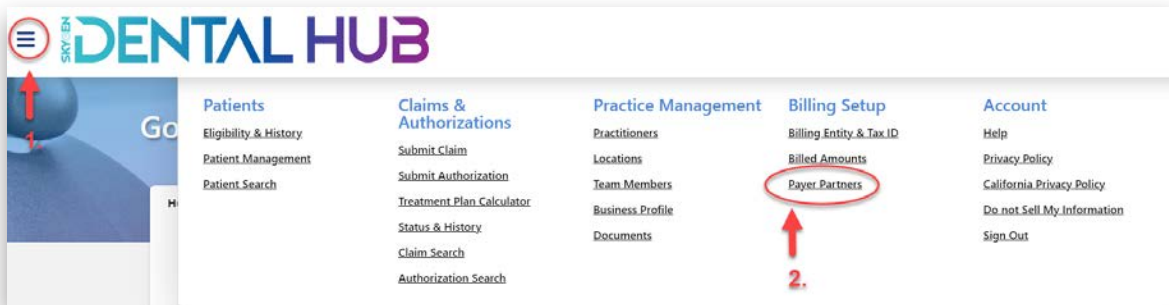 SKYGEN
DENTAL HUB
1.
Go
H
Patients
Eligibility & History
Patient Management
Patient Search
Claims &
Authorizations
Submit Claim
Submit Authorization
Treatment Plan Calculator
Status & History
Claim Search
Authorization Search
Practice Management
Practitioners
Locations
Team Members
Business Profile
Documents
Billing Setup
Billing Entity & Tax ID
Billed Amounts
Payer Partners
2.
Account
Help
Privacy Policy
California Privacy Policy
Do not Sell My Information
Sign Out